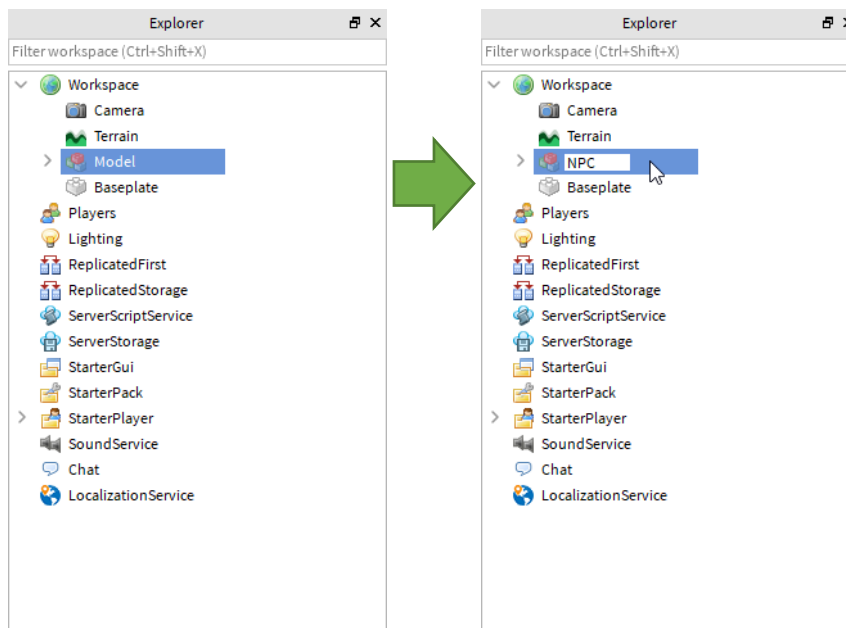 Explorer
Filter workspace (Ctrl+Shift+X)
Workspace
Camera
Terrain
Model
Baseplate
Players
Lighting
ReplicatedFirst
ReplicatedStorage
ServerScriptService
ServerStorage
StarterGui
StarterPack
StarterPlayer
SoundService
Chat
LocalizationService
Explorer
Filter workspace (Ctrl+Shift+X)
Workspace
Camera
Terrain
NPC
Baseplate
Players
Lighting
ReplicatedFirst
ReplicatedStorage
ServerScriptService
ServerStorage
StarterGui
StarterPack
StarterPlayer
SoundService
Chat
LocalizationService